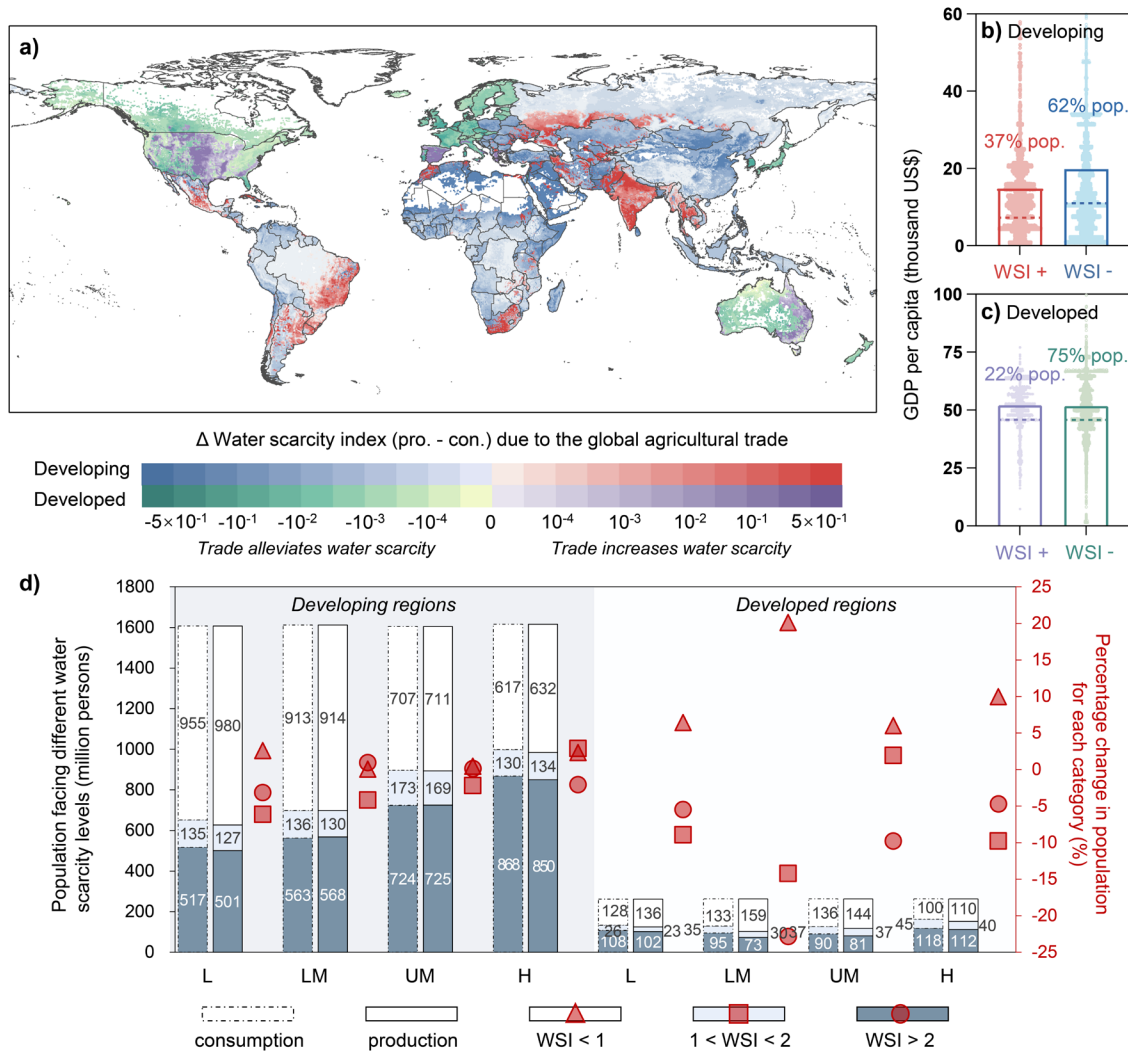 a)
b) Developing
62% pop.
37% pop.
60
40
20
0
WSI +
WSI -
c) Developed
75% pop.
22% pop.
100
75
50
25
0
WSI +
WSI -
GDP per capita (thousand US$)
Δ Water scarcity index (pro. - con.) due to the global agricultural trade
Developing
Developed
-5×10⁻¹ -10⁻¹ -10⁻² -10⁻³ -10⁻⁴ 0 10⁻⁴ 10⁻³ 10⁻² 10⁻¹ 5×10⁻¹
Trade alleviates water scarcity
Trade increases water scarcity
d)
Developing regions
Developed regions
Population facing different water
scarcity levels (million persons)
1800
1600
1400
1200
1000
800
600
400
200
0
955 980 913 914 707 711 617 632
135 127 136 130 173 169 130 134
517 501 563 568 724 725 868 850
128 136 133 159 136 144 100 110
26 23 35 30 37 37 45 40
108 102 95 73 90 81 118 112
25
20
15
10
5
0
-5
-10
-15
-20
-25
Percentage change in population
for each category (%)
L LM UM H L LM UM H
consumption
production
WSI < 1
1 < WSI < 2
WSI > 2